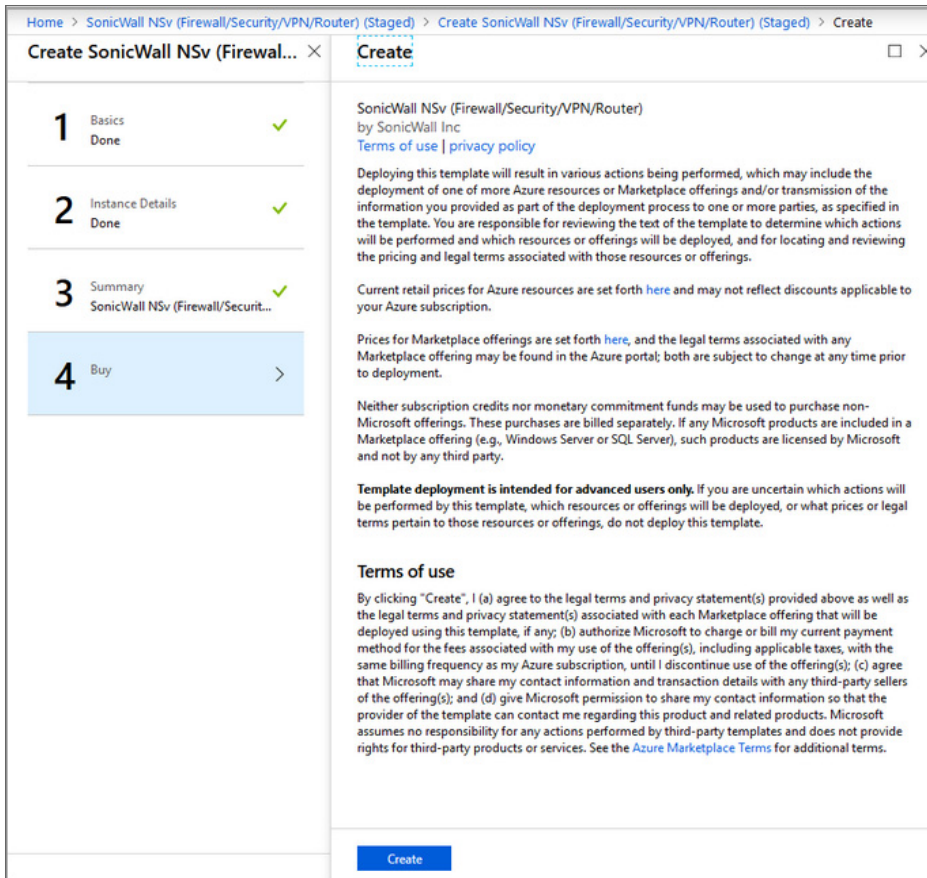 Home > SonicWall NSv (Firewall/Security/VPN/Router) (Staged) > Create SonicWall NSv (Firewall/Security/VPN/Router) (Staged) > Create
Create SonicWall NSv (Firewal...
1
Basics
Done
2
Instance Details
Done
3
Summary
SonicWall NSv (Firewall/Securit...
4
Buy
Create
SonicWall NSv (Firewall/Security/VPN/Router)
by SonicWall Inc
Terms of use | privacy policy
Deploying this template will result in various actions being performed, which may include the
deployment of one of more Azure resources or Marketplace offerings and/or transmission of the
information you provided as part of the deployment process to one or more parties, as specified in
the template. You are responsible for reviewing the text of the template to determine which actions
will be performed and which resources or offerings will be deployed, and for locating and reviewing
the pricing and legal terms associated with those resources or offerings.
Current retail prices for Azure resources are set forth here and may not reflect discounts applicable to
your Azure subscription.
Prices for Marketplace offerings are set forth here, and the legal terms associated with any
Marketplace offering may be found in the Azure portal; both are subject to change at any time prior
to deployment.
Neither subscription credits nor monetary commitment funds may be used to purchase non-
Microsoft offerings. These purchases are billed separately. If any Microsoft products are included in a
Marketplace offering (e.g., Windows Server or SQL Server), such products are licensed by Microsoft
and not by any third party.
Template deployment is intended for advanced users only. If you are uncertain which actions will
be performed by this template, which resources or offerings will be deployed, or what prices or legal
terms pertain to those resources or offerings, do not deploy this template.
Terms of use
By clicking "Create", I (a) agree to the legal terms and privacy statement(s) provided above as well as
the legal terms and privacy statement(s) associated with each Marketplace offering that will be
deployed using this template, if any; (b) authorize Microsoft to charge or bill my current payment
method for the fees associated with my use of the offering(s), including applicable taxes, with the
same billing frequency as my Azure subscription, until I discontinue use of the offering(s); (c) agree
that Microsoft may share my contact information and transaction details with any third-party sellers
of the offering(s); and (d) give Microsoft permission to share my contact information so that the
provider of the template can contact me regarding this product and related products. Microsoft
assumes no responsibility for any actions performed by third-party templates and does not provide
rights for third-party products or services. See the Azure Marketplace Terms for additional terms.
Create